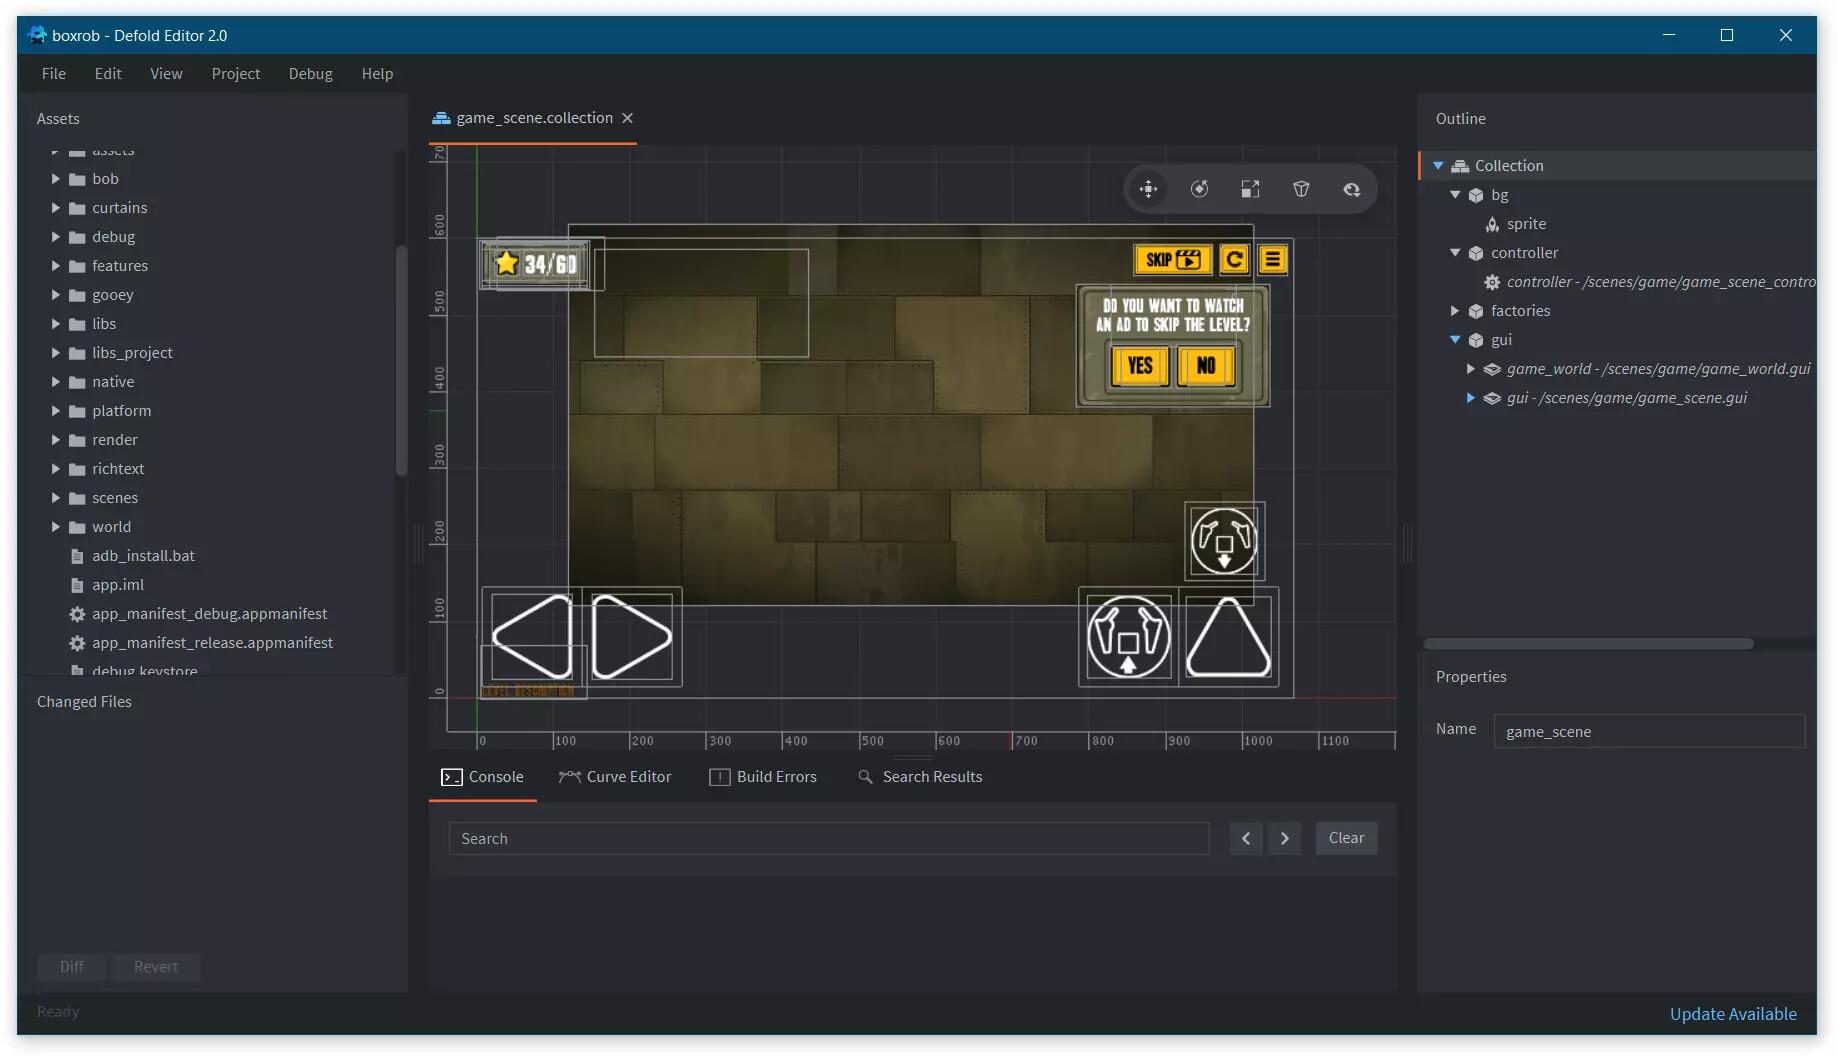 boxrob - Defold Editor 2.0
File Edit View Project Debug Help
Assets
assets
bob
curtains
debug
features
gooey
libs
libs_project
native
platform
render
richtext
scenes
world
adb_install.bat
app.iml
app_manifest_debug.appmanifest
app_manifest_release.appmanifest
debug.keystore
Changed Files
Diff Revert
Ready
game_scene.collection
70
600
500
400
300
200
100
0
34/60
SKIP
DO YOU WANT TO WATCH
AN AD TO SKIP THE LEVEL?
YES NO
LEVEL DESCRIPTION
0 100 200 300 400 500 600 700 800 900 1000 1100
Console Curve Editor Build Errors Search Results
Search
Clear
Outline
Collection
bg
sprite
controller
controller - /scenes/game/game_scene_contro
factories
gui
game_world - /scenes/game/game_world.gui
gui - /scenes/game/game_scene.gui
Properties
Name game_scene
Update Available